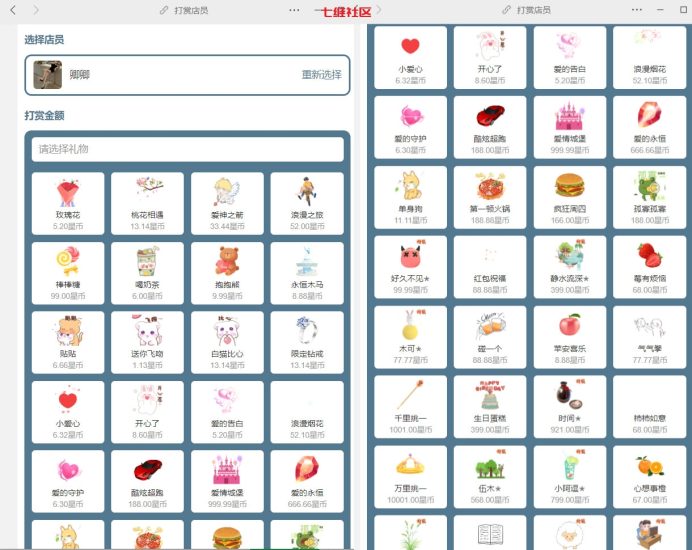 打赏店员
七维社区
选择店员
卿卿
重新选择
打赏金额
请选择礼物
玫瑰花
5.20星币
桃花相遇
13.14星币
爱神之箭
33.44星币
浪漫之旅
52.00星币
棒棒糖
99.00星币
喝奶茶
6.00星币
抱抱熊
9.99星币
永恒木马
8.88星币
贴贴
6.66星币
送你飞吻
1.13星币
白猫比心
13.14星币
限定钻戒
13.14星币
小爱心
6.32星币
开心了
8.60星币
爱的告白
5.20星币
浪漫烟花
52.10星币
爱的守护
6.30星币
酷炫超跑
188.00星币
爱情城堡
999.99星币
爱的永恒
666.66星币
打赏店员
小爱心
6.32星币
开心了
8.60星币
爱的告白
5.20星币
浪漫烟花
52.10星币
爱的守护
6.30星币
酷炫超跑
188.00星币
爱情城堡
999.99星币
爱的永恒
666.66星币
单身狗
11.11星币
第一顿火锅
188.88星币
疯狂周四
166.00星币
孤寡
孤寡孤寡
188.00星币
好久不见★
99.99星币
红包祝福
88.88星币
静水流深★
399.00星币
莓有烦恼
68.00星币
木可★
77.77星币
碰一个
88.88星币
苹安喜乐
8.88星币
气气拳
77.77星币
千里挑一
1001.00星币
HAPPY BIRTHDAY
生日蛋糕
399.00星币
时间★
921.00星币
柿柿如意
68.00星币
万里挑一
10001.00星币
伍木★
568.00星币
小阿逗★
799.00星币
心想事橙
67.00星币